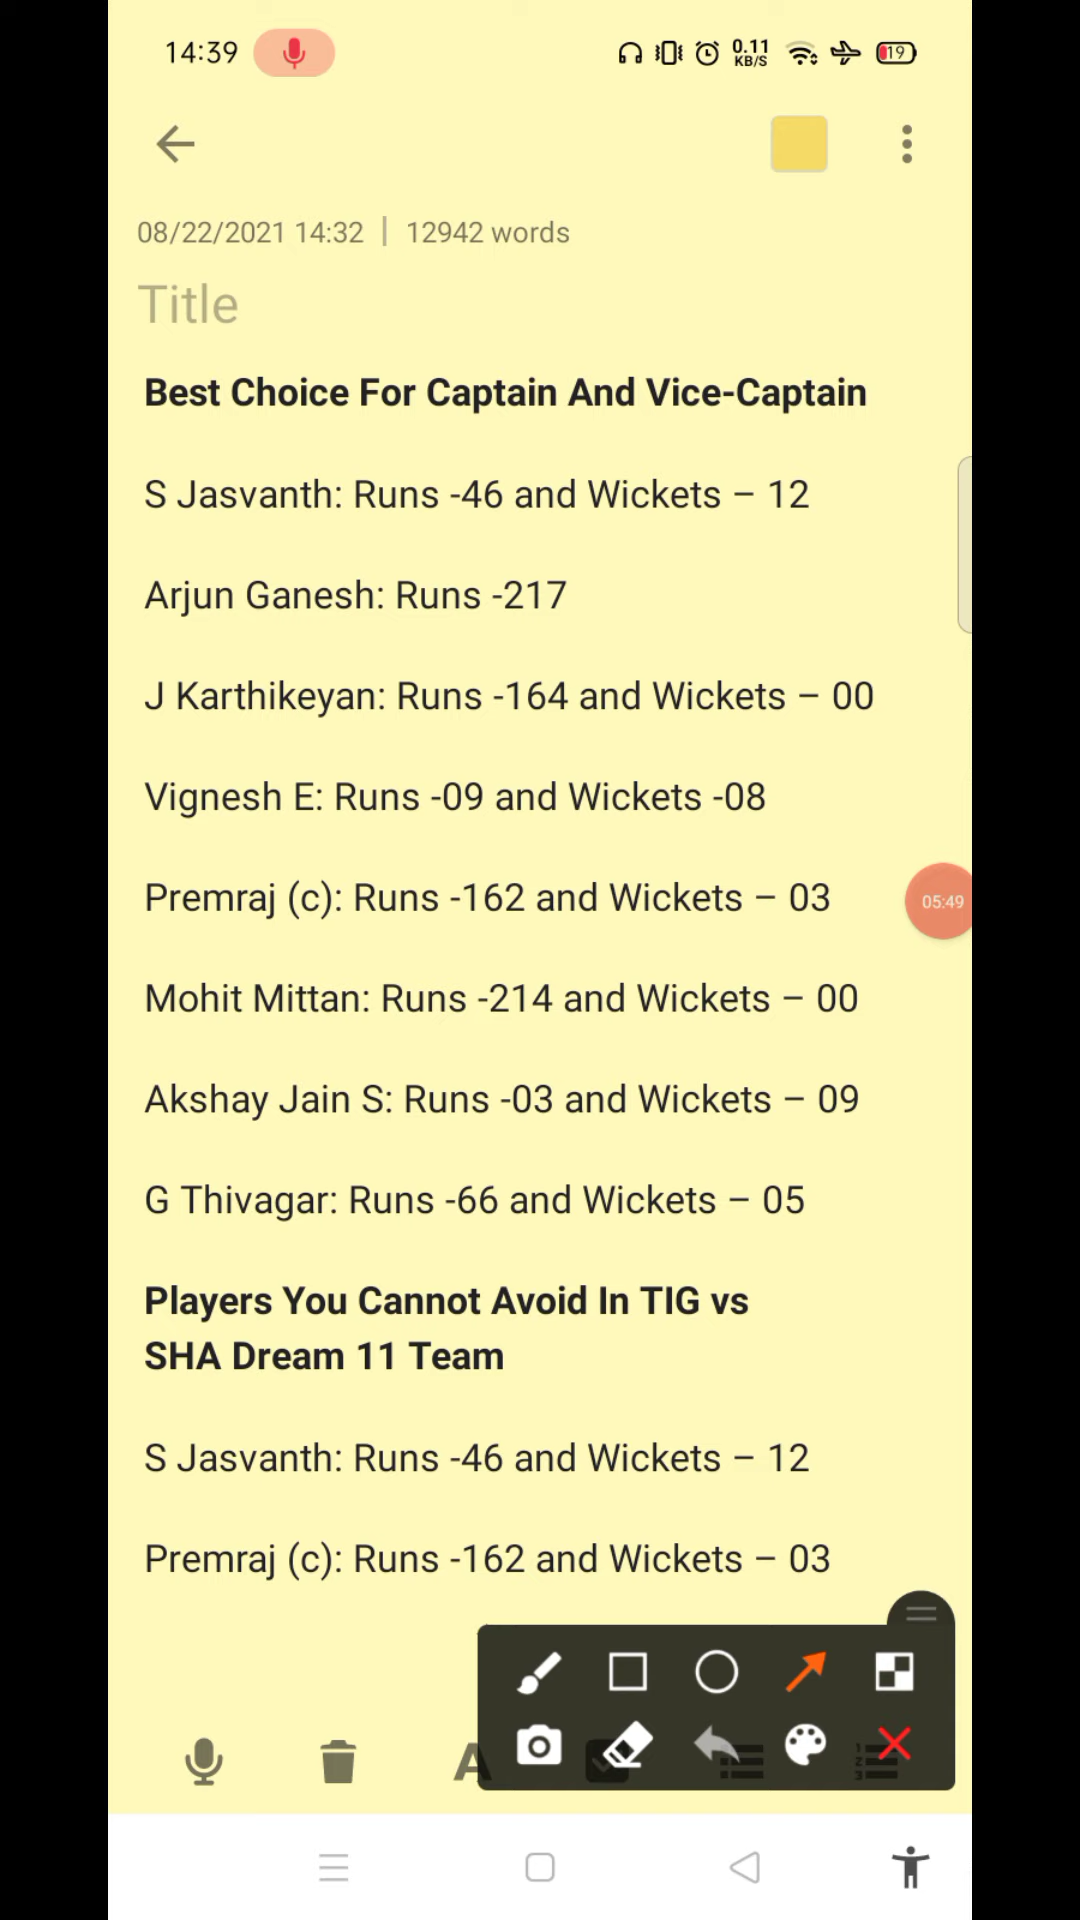 14:39
0.11
KB/S
19
08/22/2021 14:32 | 12942 words
Title
Best Choice For Captain And Vice-Captain
S Jasvanth: Runs -46 and Wickets – 12
Arjun Ganesh: Runs -217
J Karthikeyan: Runs -164 and Wickets – 00
Vignesh E: Runs -09 and Wickets -08
Premraj (c): Runs -162 and Wickets – 03
05:49
Mohit Mittan: Runs -214 and Wickets – 00
Akshay Jain S: Runs -03 and Wickets – 09
G Thivagar: Runs -66 and Wickets – 05
Players You Cannot Avoid In TIG vs
SHA Dream 11 Team
S Jasvanth: Runs -46 and Wickets – 12
Premraj (c): Runs -162 and Wickets – 03
A